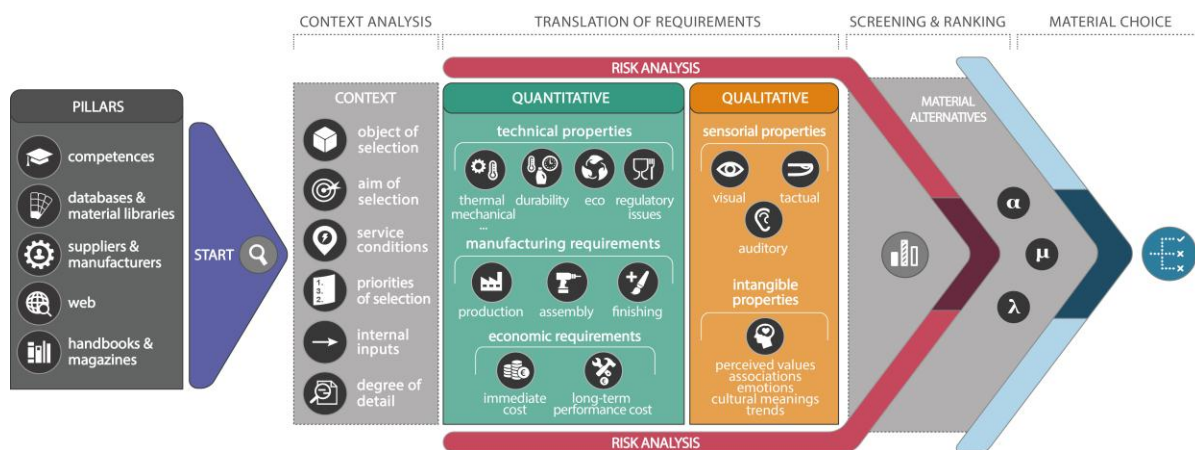 CONTEXT ANALYSIS
TRANSLATION OF REQUIREMENTS
SCREENING & RANKING
MATERIAL CHOICE
RISK ANALYSIS
PILLARS
competences
databases &
material libraries
suppliers &
manufacturers
web
handbooks &
magazines
START
CONTEXT
object of
selection
aim of
selection
service
conditions
1.
3.
2.
priorities
of selection
internal
inputs
degree of
detail
QUANTITATIVE
technical properties
thermal
mechanical
...
durability
eco
regulatory
issues
manufacturing requirements
production
assembly
finishing
economic requirements
immediate
cost
long-term
performance cost
QUALITATIVE
sensorial properties
visual
tactual
auditory
intangible
properties
perceived values
associations
emotions
cultural meanings
trends
RISK ANALYSIS
MATERIAL
ALTERNATIVES
α
μ
λ